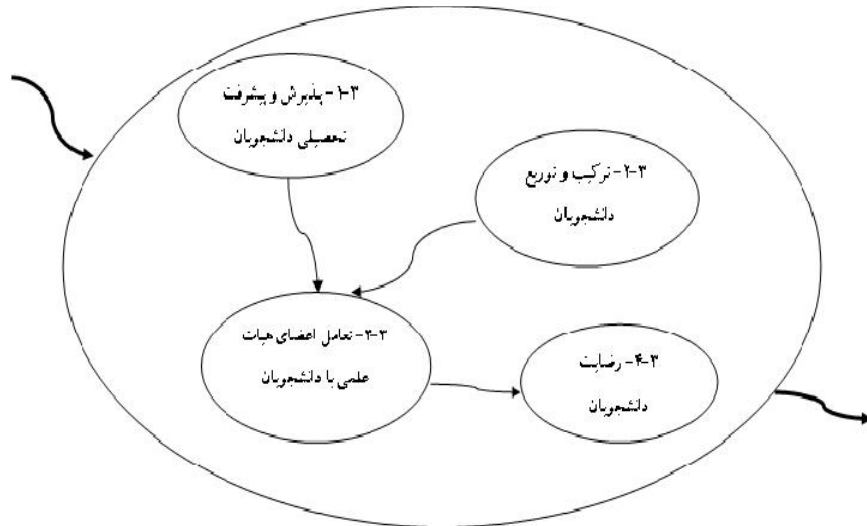 ۳-۱- پذیرش و پیشرفت
تحصیلی دانشجویان
۳-۲- ترکیب و توزیع
دانشجویان
۳-۳- تعامل اعضای هیات
علمی با دانشجویان
۳-۴- رضایت
دانشجویان